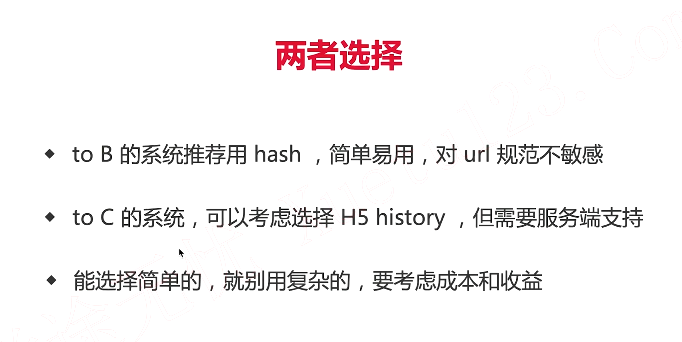 两者选择
to B 的系统推荐用 hash ，简单易用，对 url 规范不敏感
to C 的系统，可以考虑选择 H5 history ，但需要服务端支持
能选择简单的，就别用复杂的，要考虑成本和收益